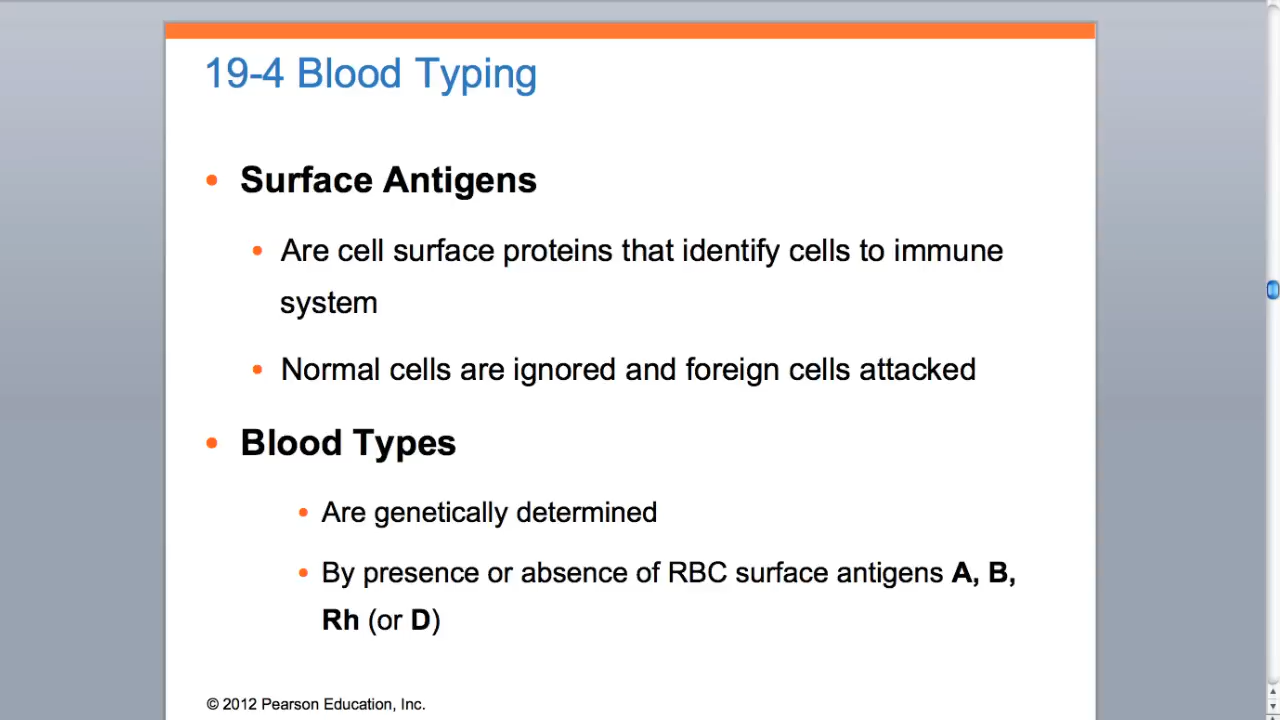 19-4 Blood Typing
• Surface Antigens
• Are cell surface proteins that identify cells to immune
system
• Normal cells are ignored and foreign cells attacked
• Blood Types
• Are genetically determined
• By presence or absence of RBC surface antigens A, B,
Rh (or D)
© 2012 Pearson Education, Inc.